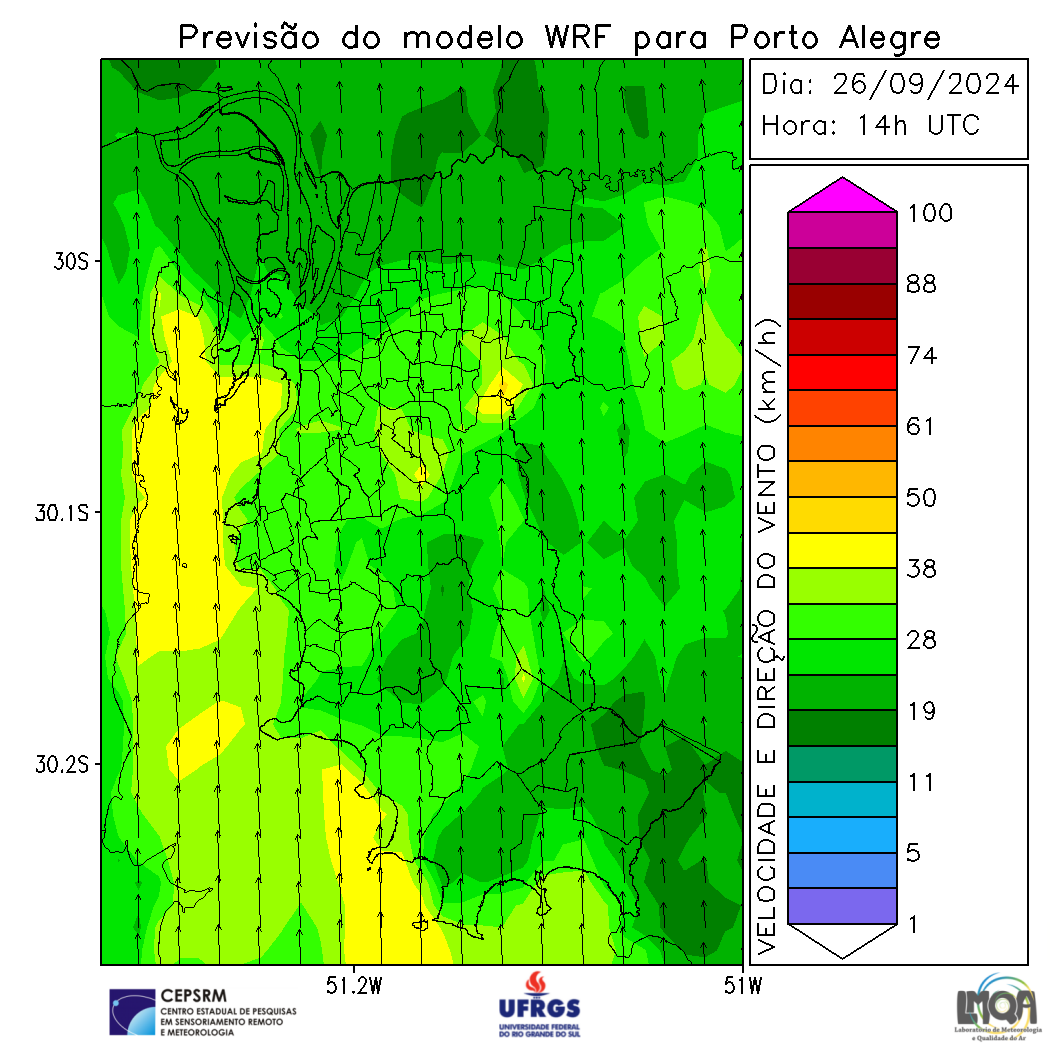 Previsão do modelo WRF para Porto Alegre
Dia: 26/09/2024
Hora: 14h UTC
30S
30.1S
30.2S
51.2W
51W
VELOCIDADE E DIREÇÃO DO VENTO (km/h)
100
88
74
61
50
38
28
19
11
5
1
CEPSRM
CENTRO ESTADUAL DE PESQUISAS
EM SENSORIAMENTO REMOTO
E METEOROLOGIA
UFRGS
UNIVERSIDADE FEDERAL
DO RIO GRANDE DO SUL
LMQA
Laboratório de Meteorologia
e Qualidade do Ar